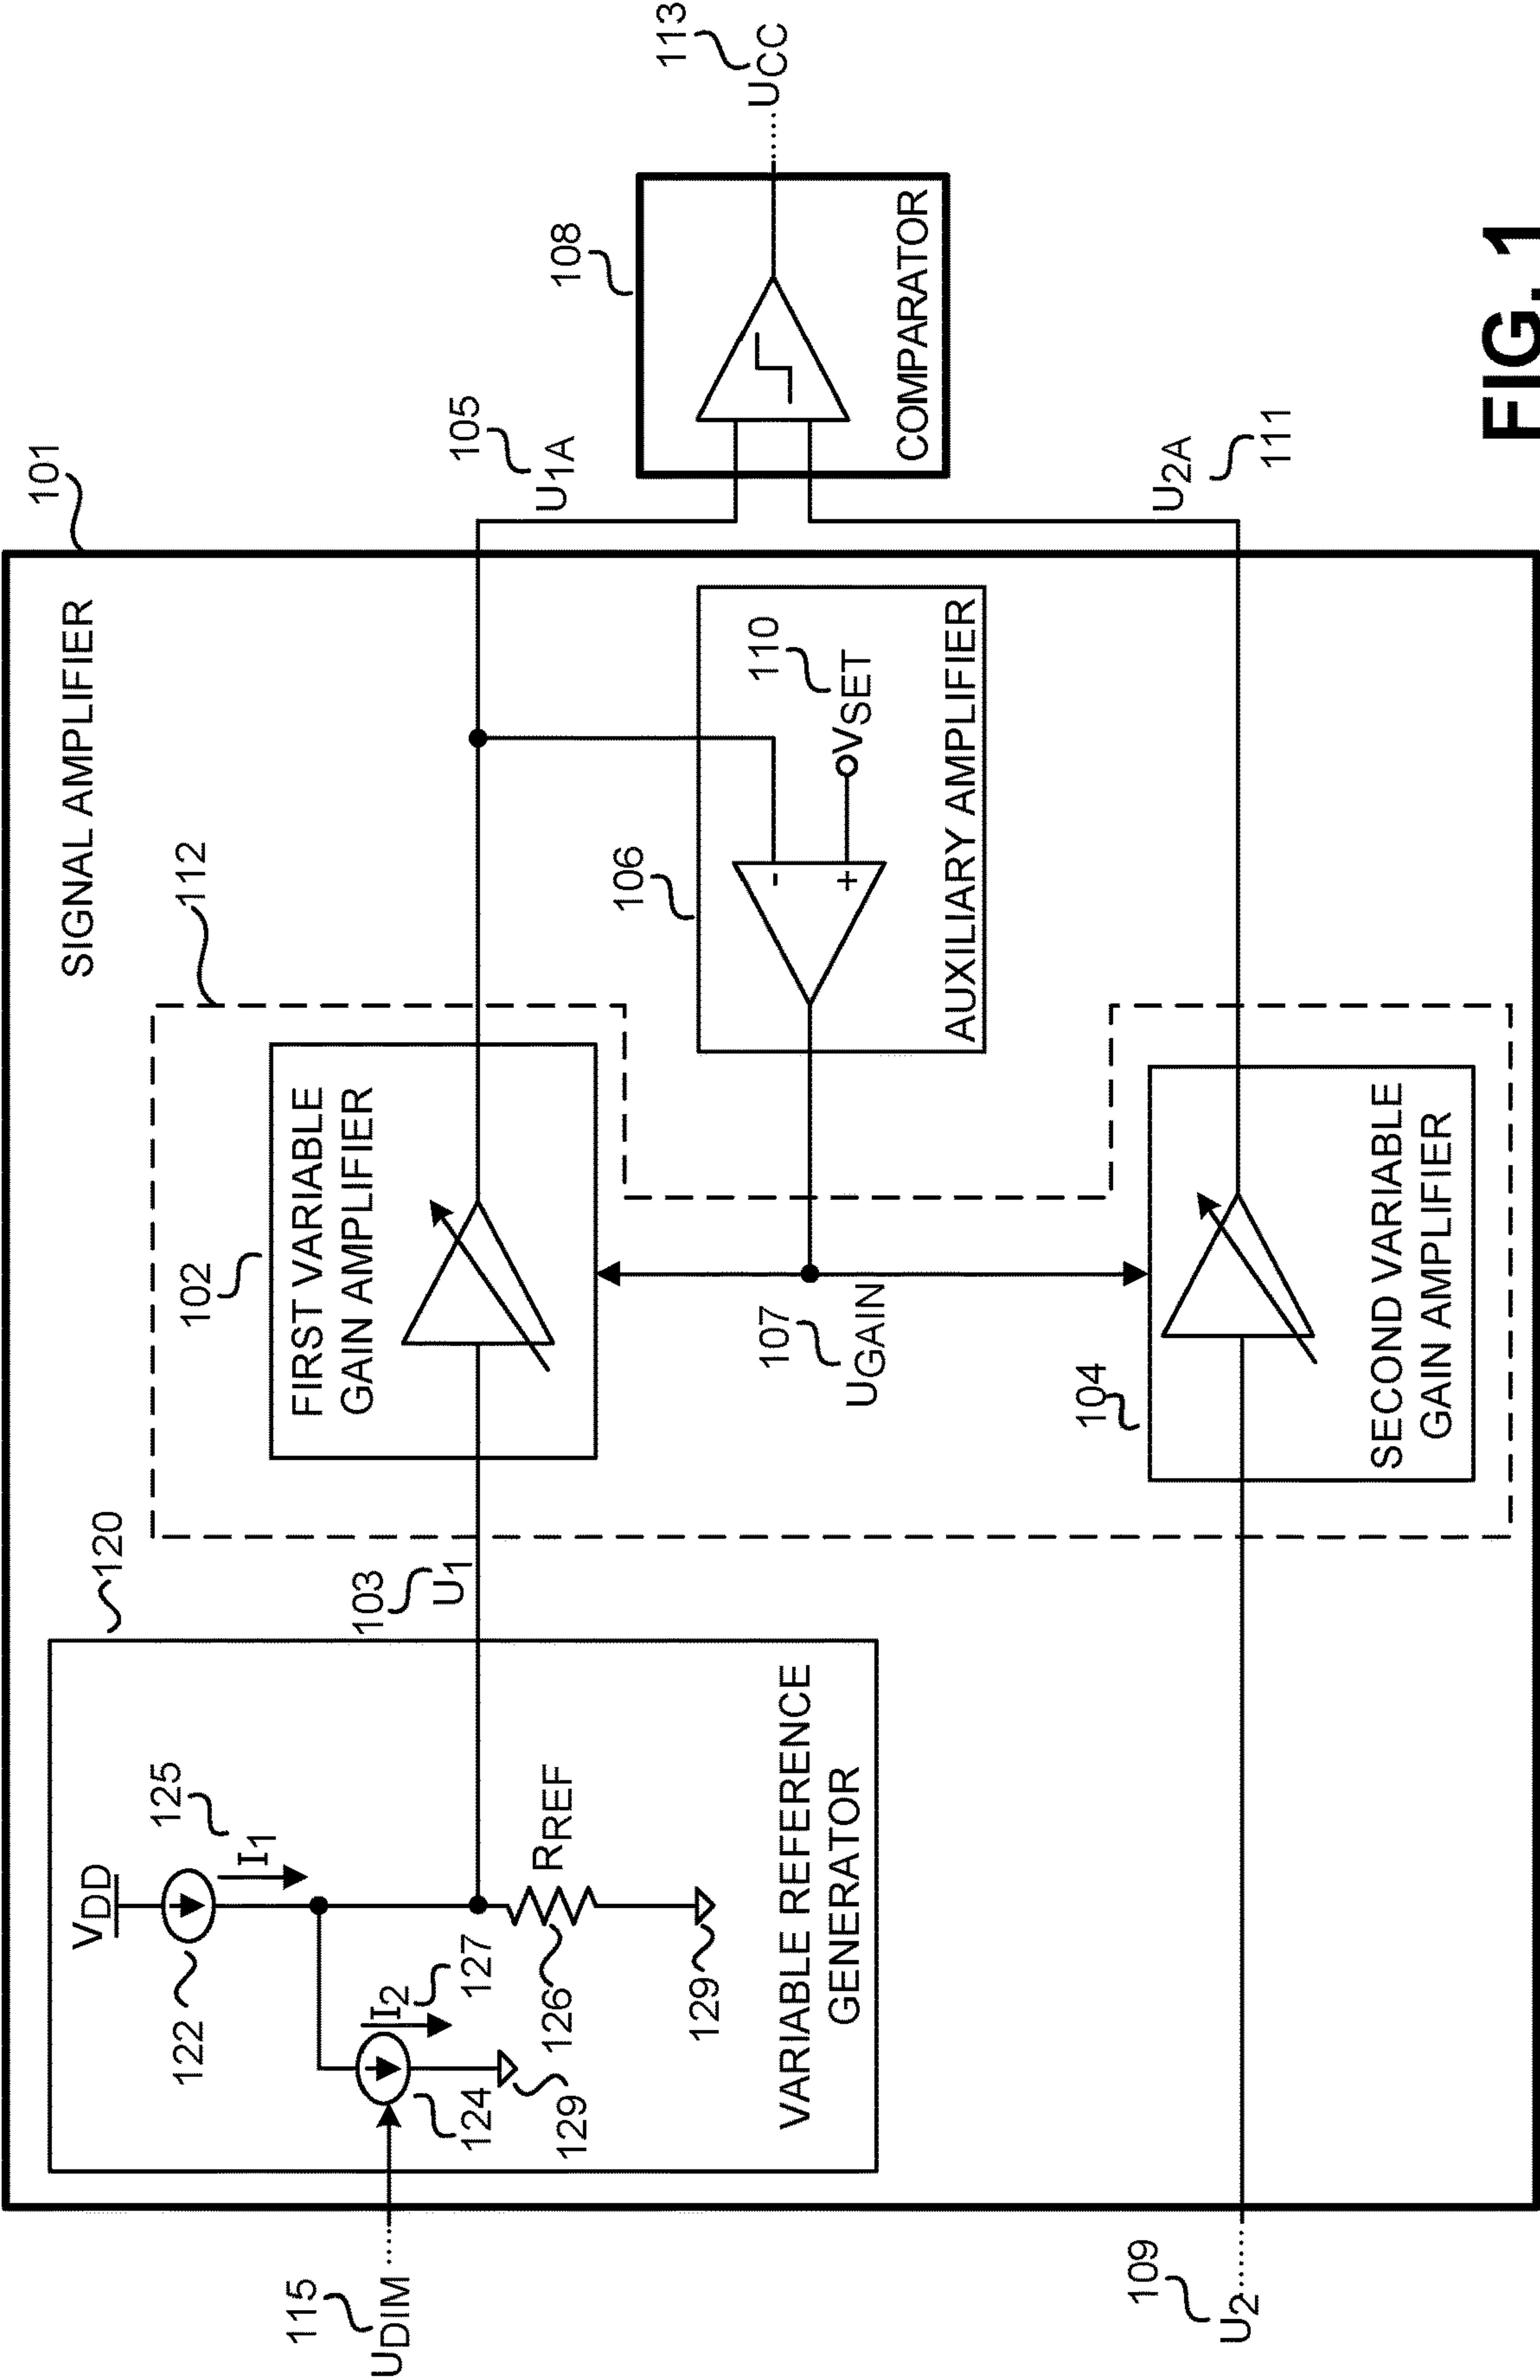 101
SIGNAL AMPLIFIER
120
VDD
125
I1
122
I2
127
124
129
126
RREF
129
VARIABLE REFERENCE
GENERATOR
115
UDIM
103
U1
112
102
FIRST VARIABLE
GAIN AMPLIFIER
107
UGAIN
106
110
VSET
AUXILIARY AMPLIFIER
104
SECOND VARIABLE
GAIN AMPLIFIER
109
U2
105
U1A
U2A
111
108
COMPARATOR
113
UCC
FIG. 1